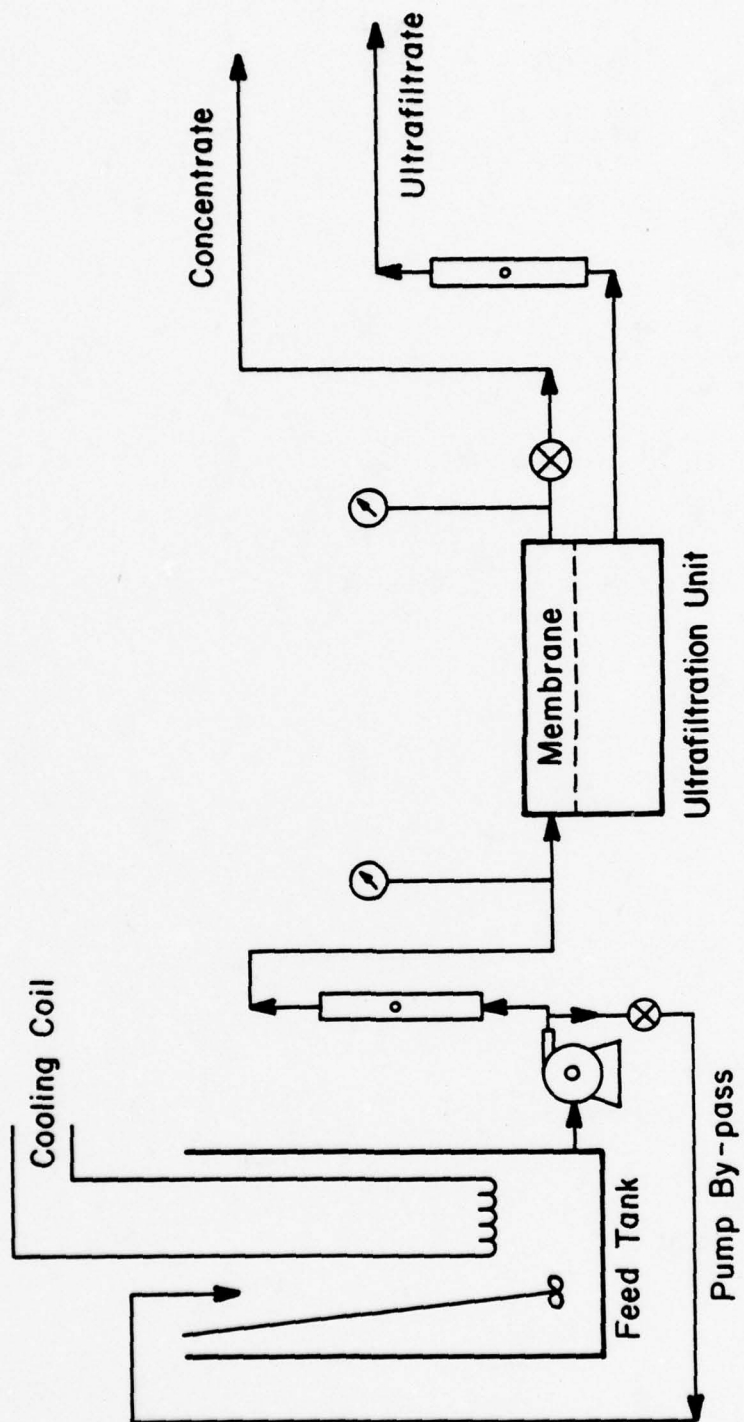 Cooling Coil
Feed Tank
Pump By-pass
Membrane
Ultrafiltration Unit
Concentrate
Ultrafiltrate